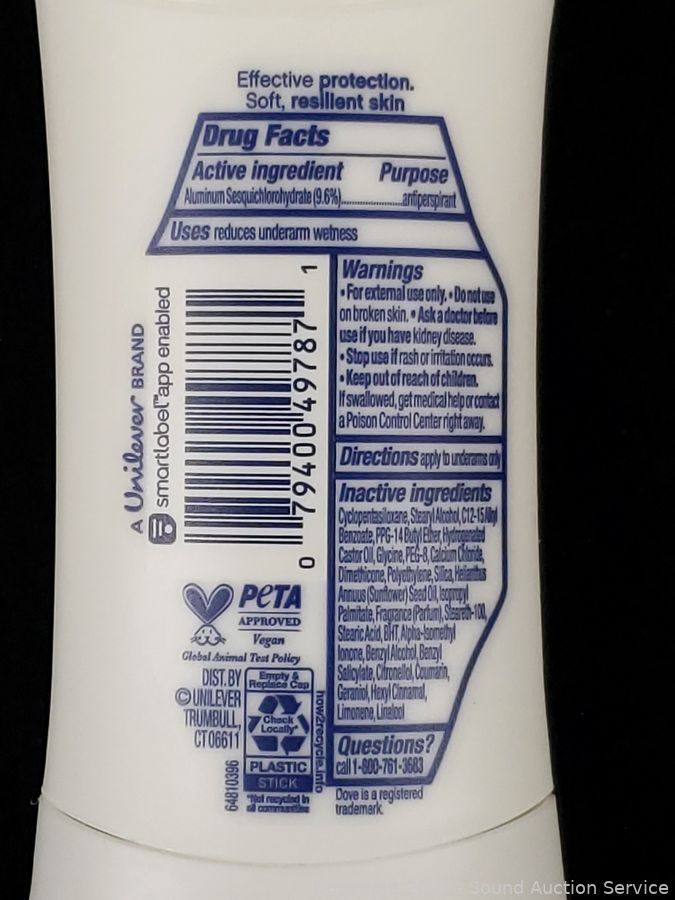 Effective protection.
Soft, resilient skin
Drug Facts
Active ingredient Purpose
Aluminum Sesquichlorohydrate (9.6%)......................antiperspirant
Uses reduces underarm wetness
Warnings
• For external use only. • Do not use
on broken skin. • Ask a doctor before
use if you have kidney disease.
• Stop use if rash or irritation occurs.
• Keep out of reach of children.
If swallowed, get medical help or contact
a Poison Control Center right away.
Directions apply to underarms only
Inactive ingredients
Cyclopentasiloxane, Stearyl Alcohol, C12-15 Alkyl
Benzoate, PPG-14 Butyl Ether, Hydrogenated
Castor Oil, Glycine, PEG-8, Calcium Chloride,
Dimethicone, Polyethylene, Silica, Helianthus
Annuus (Sunflower) Seed Oil, Isopropyl
Palmitate, Fragrance (Parfum), Steareth-100,
Stearic Acid, BHT, Alpha-Isomethyl
Ionone, Benzyl Alcohol, Benzyl
Salicylate, Citronellol, Coumarin,
Geraniol, Hexyl Cinnamal,
Limonene, Linalool
Questions?
call 1-800-761-3683
Dove is a registered
trademark.
A Unilever BRAND
smartlabel™ app enabled
0 79400 49787 1
PETA
APPROVED
Vegan
Global Animal Test Policy
DIST. BY
© UNILEVER
TRUMBULL,
CT 06611
64810396
Empty &
Replace Cap
Check
Locally*
PLASTIC
STICK
*Not recycled in
all communities
how2recycle.info
Sound Auction Service